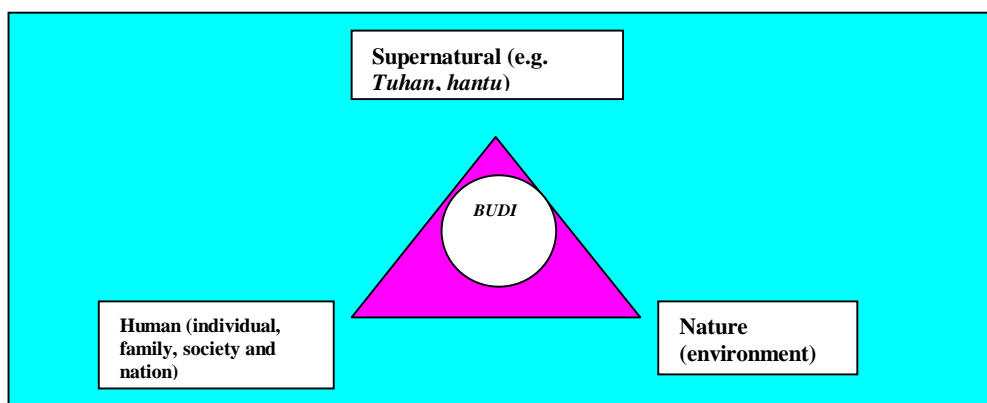 Supernatural (e.g.
Tuhan, hantu)
BUDI
Human (individual,
family, society and
nation)
Nature
(environment)